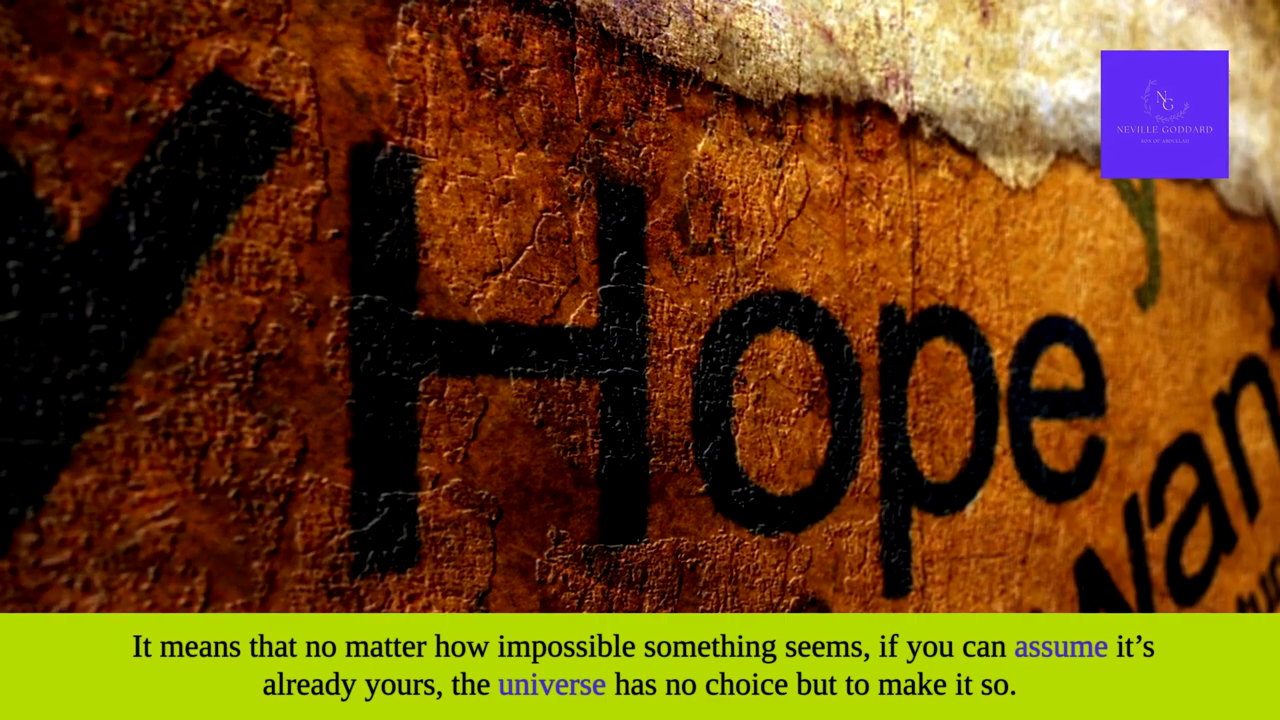 NG
NEVILLE GODDARD
Hope
It means that no matter how impossible something seems, if you can assume it’s
already yours, the universe has no choice but to make it so.